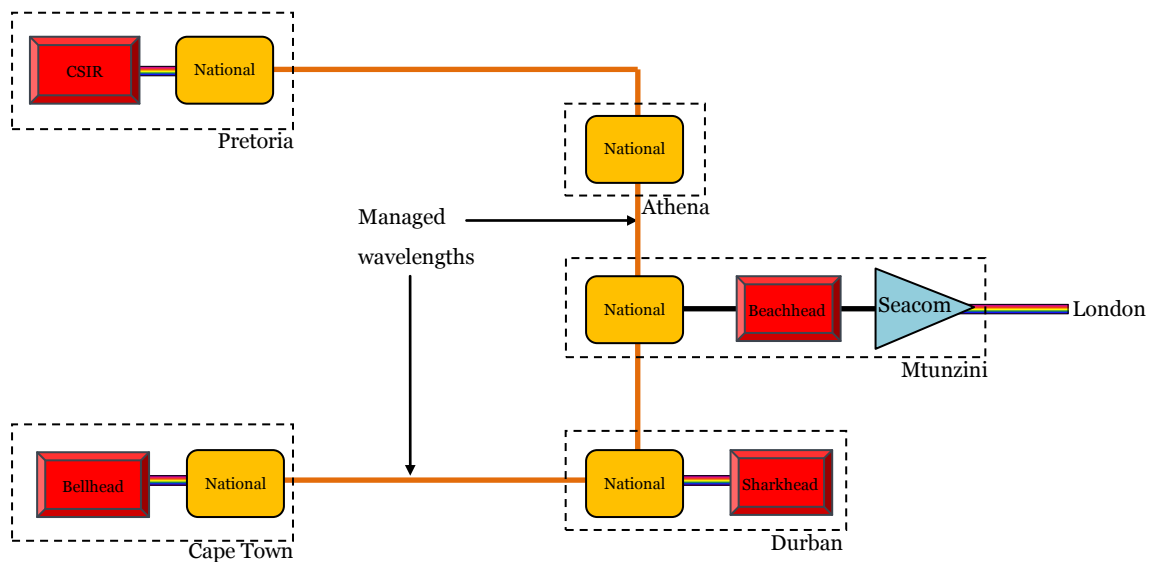 CSIR
National
Pretoria
National
Athena
Managed
wavelengths
National
Beachhead
Seacom
London
Mtunzini
Bellhead
National
Cape Town
National
Sharkhead
Durban